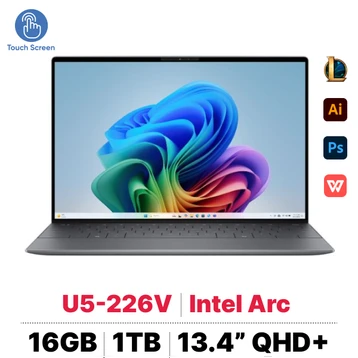 Touch Screen
L
Ai
Ps
W
U5-226V | Intel Arc
16GB | 1TB | 13.4” QHD+